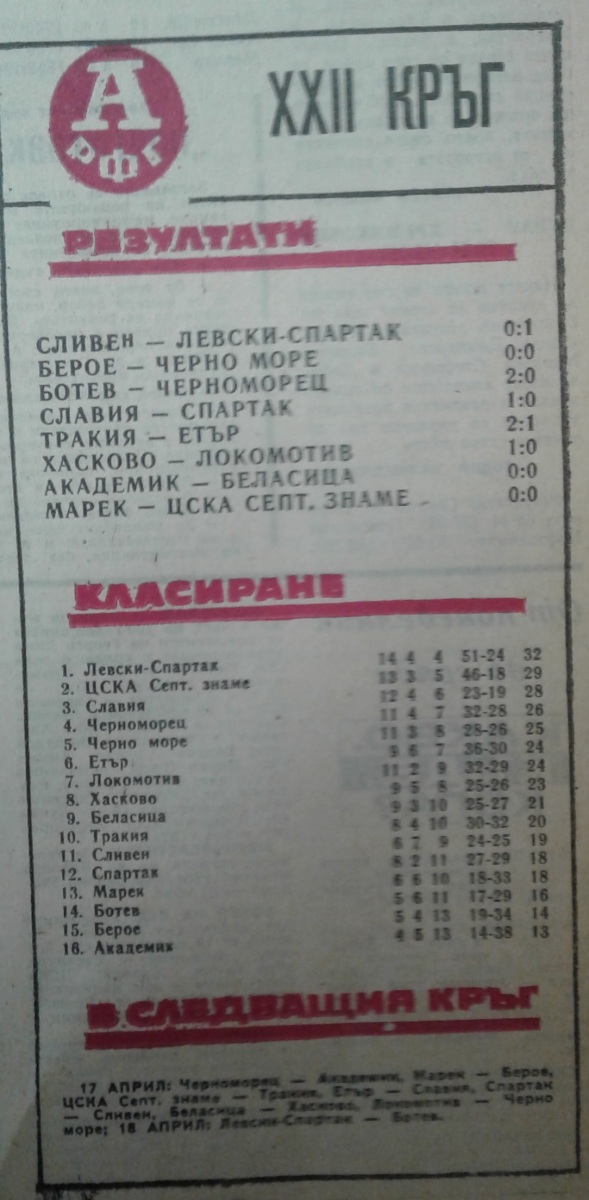 А
XXII КРЪГ
РЕЗУЛТАТИ
СЛИВЕН — ЛЕВСКИ-СПАРТАК 0:1
БЕРОЕ — ЧЕРНО МОРЕ 0:0
БОТЕВ — ЧЕРНОМОРЕЦ 2:0
СЛАВИЯ — СПАРТАК 1:0
ТРАКИЯ — ЕТЪР 2:1
ХАСКОВО — ЛОКОМОТИВ 1:0
АКАДЕМИК — БЕЛАСИЦА 0:0
МАРЕК — ЦСКА СЕПТ. ЗНАМЕ 0:0
КЛАСИРАНЕ
1. Левски-Спартак 14 4 4 51-24 32
2. ЦСКА Септ. знаме 13 3 5 46-18 29
3. Славия 12 4 6 23-19 28
4. Черноморец 11 4 7 32-28 26
5. Черно море 11 3 8 28-26 25
6. Етър 9 6 7 36-30 24
7. Локомотив 11 2 9 32-29 24
8. Хасково 9 5 8 25-26 23
9. Беласица 9 3 10 25-27 21
10. Тракия 8 4 10 30-32 20
11. Сливен 6 7 9 24-25 19
12. Спартак 8 2 11 27-29 18
13. Марек 6 6 10 18-33 18
14. Ботев 5 6 11 17-29 16
15. Берое 5 4 13 19-34 14
16. Академик 4 5 13 14-38 13
В СЛЕДВАЩИЯ КРЪГ
17 АПРИЛ: Черноморец — Академик, Марек — Берое,
ЦСКА Септ. знаме — Тракия, Етър — Славия, Спартак
— Сливен, Беласица — Хасково, Локомотив — Черно
море; 18 АПРИЛ: Левски-Спартак — Ботев.